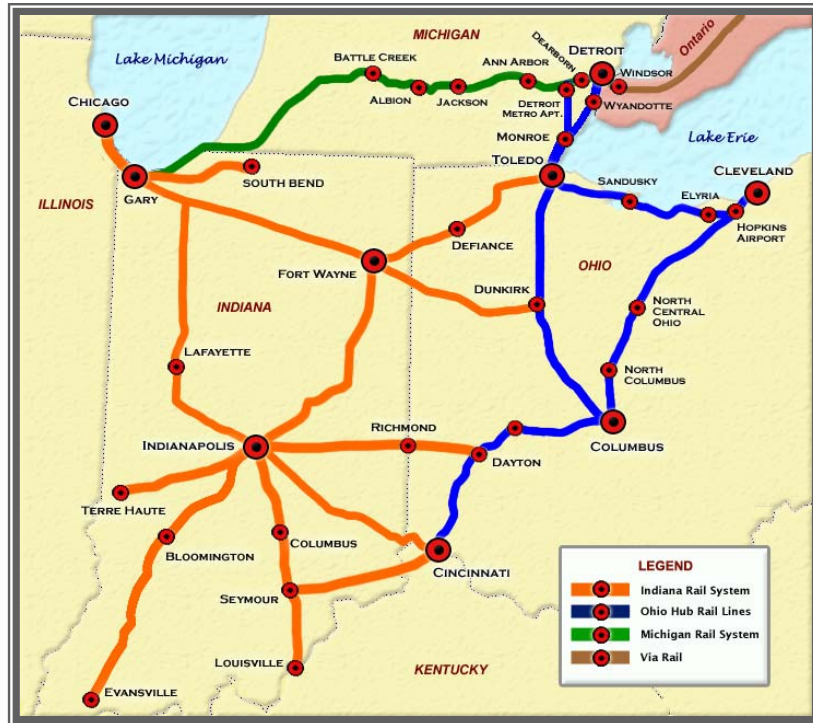 MICHIGAN
Lake Michigan
BATTLE CREEK
ALBION
JACKSON
ANN ARBOR
DEARBORN
DETROIT
DETROIT
METRO APT.
WINDSOR
WYANDOTTE
Ontario
CHICAGO
MONROE
Lake Erie
TOLEDO
CLEVELAND
SANDUSKY
ELYRIA
HOPKINS
AIRPORT
GARY
SOUTH BEND
ILLINOIS
DEFIANCE
FORT WAYNE
OHIO
DUNKIRK
INDIANA
NORTH
CENTRAL
OHIO
LAFAYETTE
NORTH
COLUMBUS
INDIANAPOLIS
RICHMOND
DAYTON
COLUMBUS
TERRE HAUTE
BLOOMINGTON
COLUMBUS
CINCINNATI
SEYMOUR
LOUISVILLE
EVANSVILLE
KENTUCKY
LEGEND
Indiana Rail System
Ohio Hub Rail Lines
Michigan Rail System
Via Rail